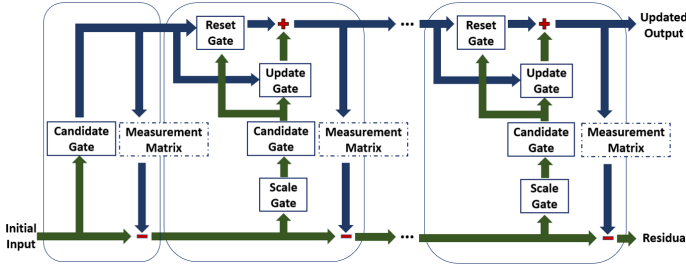 Reset
Gate
+
...
Reset
Gate
+
Updated
Output
Update
Gate
Update
Gate
Candidate
Gate
Measurement
Matrix
Candidate
Gate
Measurement
Matrix
Candidate
Gate
Measurement
Matrix
Scale
Gate
Scale
Gate
Initial
Input
-
-
...
-
Residual